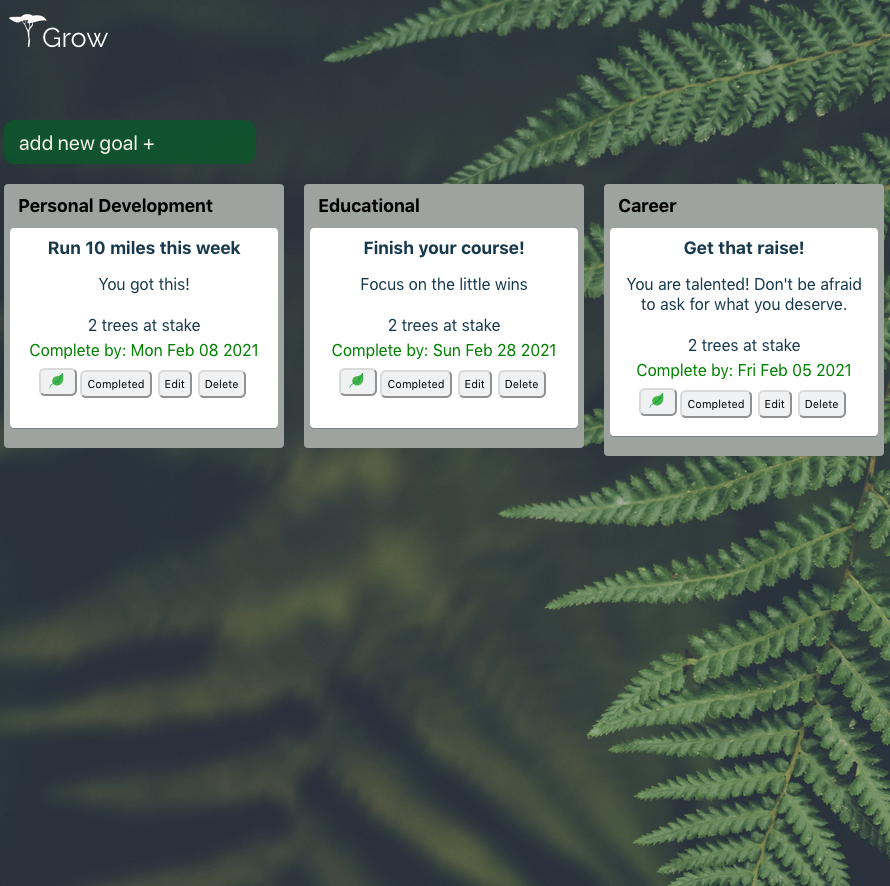 Grow
add new goal +
Personal Development
Run 10 miles this week
You got this!
2 trees at stake
Complete by: Mon Feb 08 2021
Completed Edit Delete
Educational
Finish your course!
Focus on the little wins
2 trees at stake
Complete by: Sun Feb 28 2021
Completed Edit Delete
Career
Get that raise!
You are talented! Don't be afraid
to ask for what you deserve.
2 trees at stake
Complete by: Fri Feb 05 2021
Completed Edit Delete